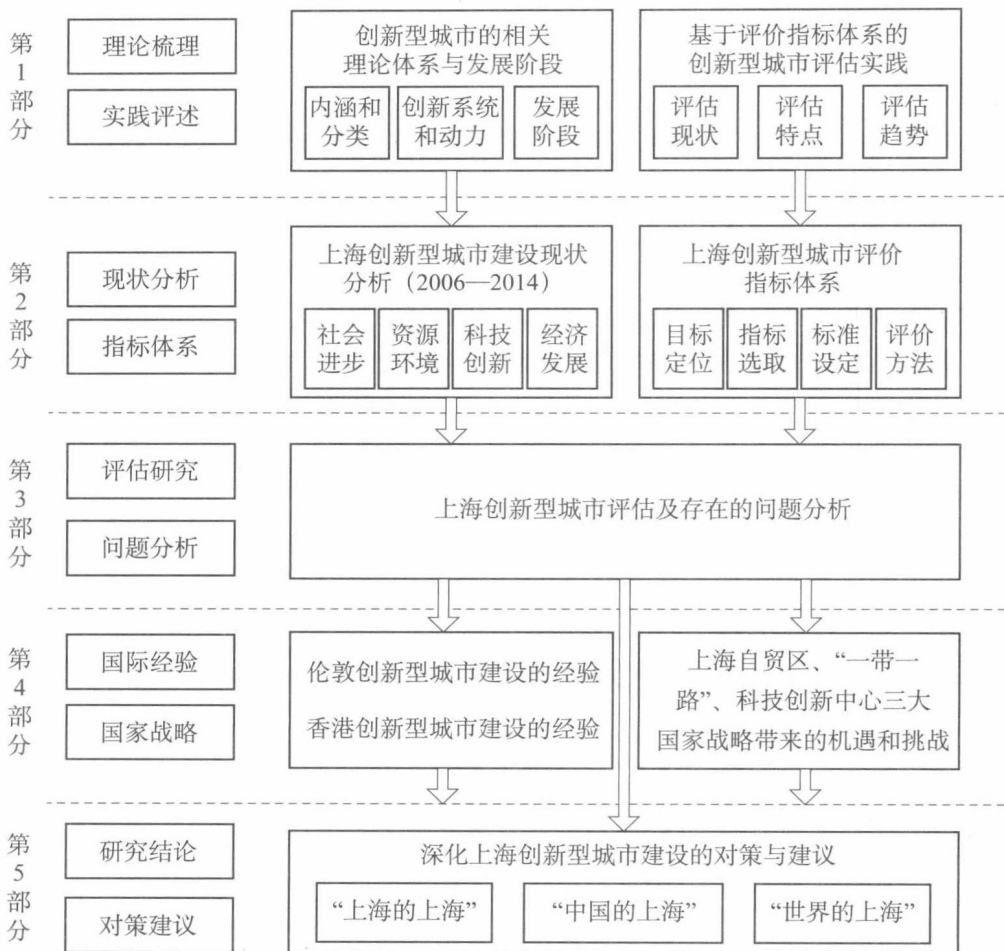 第1部分
理论梳理
实践评述
创新型城市的相关
理论体系与发展阶段
内涵和
分类
创新系统
和动力
发展
阶段
基于评价指标体系的
创新型城市评估实践
评估
现状
评估
特点
评估
趋势
第2部分
现状分析
指标体系
上海创新型城市建设现状
分析（2006—2014）
社会
进步
资源
环境
科技
创新
经济
发展
上海创新型城市评价
指标体系
目标
定位
指标
选取
标准
设定
评价
方法
第3部分
评估研究
问题分析
上海创新型城市评估及存在的问题分析
第4部分
国际经验
国家战略
伦敦创新型城市建设的经验
香港创新型城市建设的经验
上海自贸区、“一带一
路”、科技创新中心三大
国家战略带来的机遇和挑战
第5部分
研究结论
对策建议
深化上海创新型城市建设的对策与建议
“上海的上海”
“中国的上海”
“世界的上海”